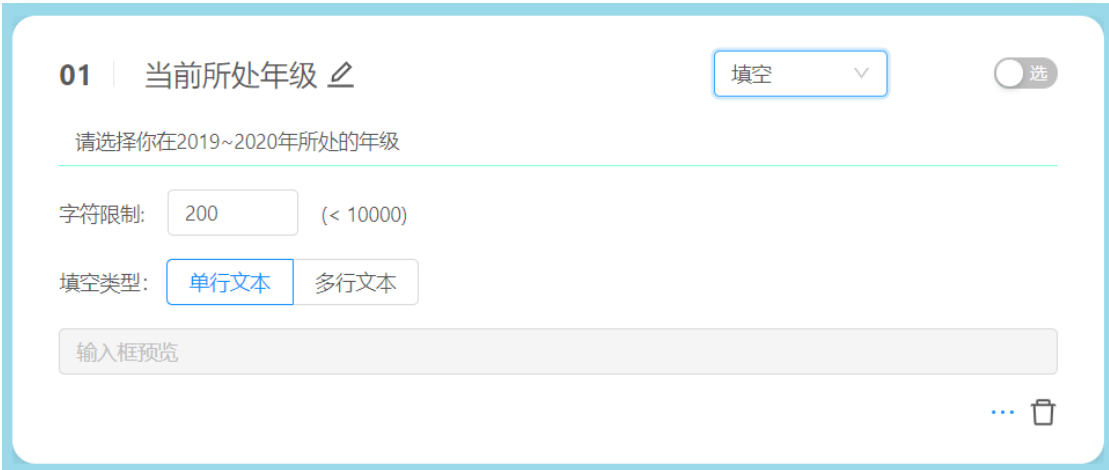 01 当前所处年级 填空 选
请选择你在2019~2020年所处的年级
字符限制: 200 (< 10000)
填空类型： 单行文本 多行文本
输入框预览